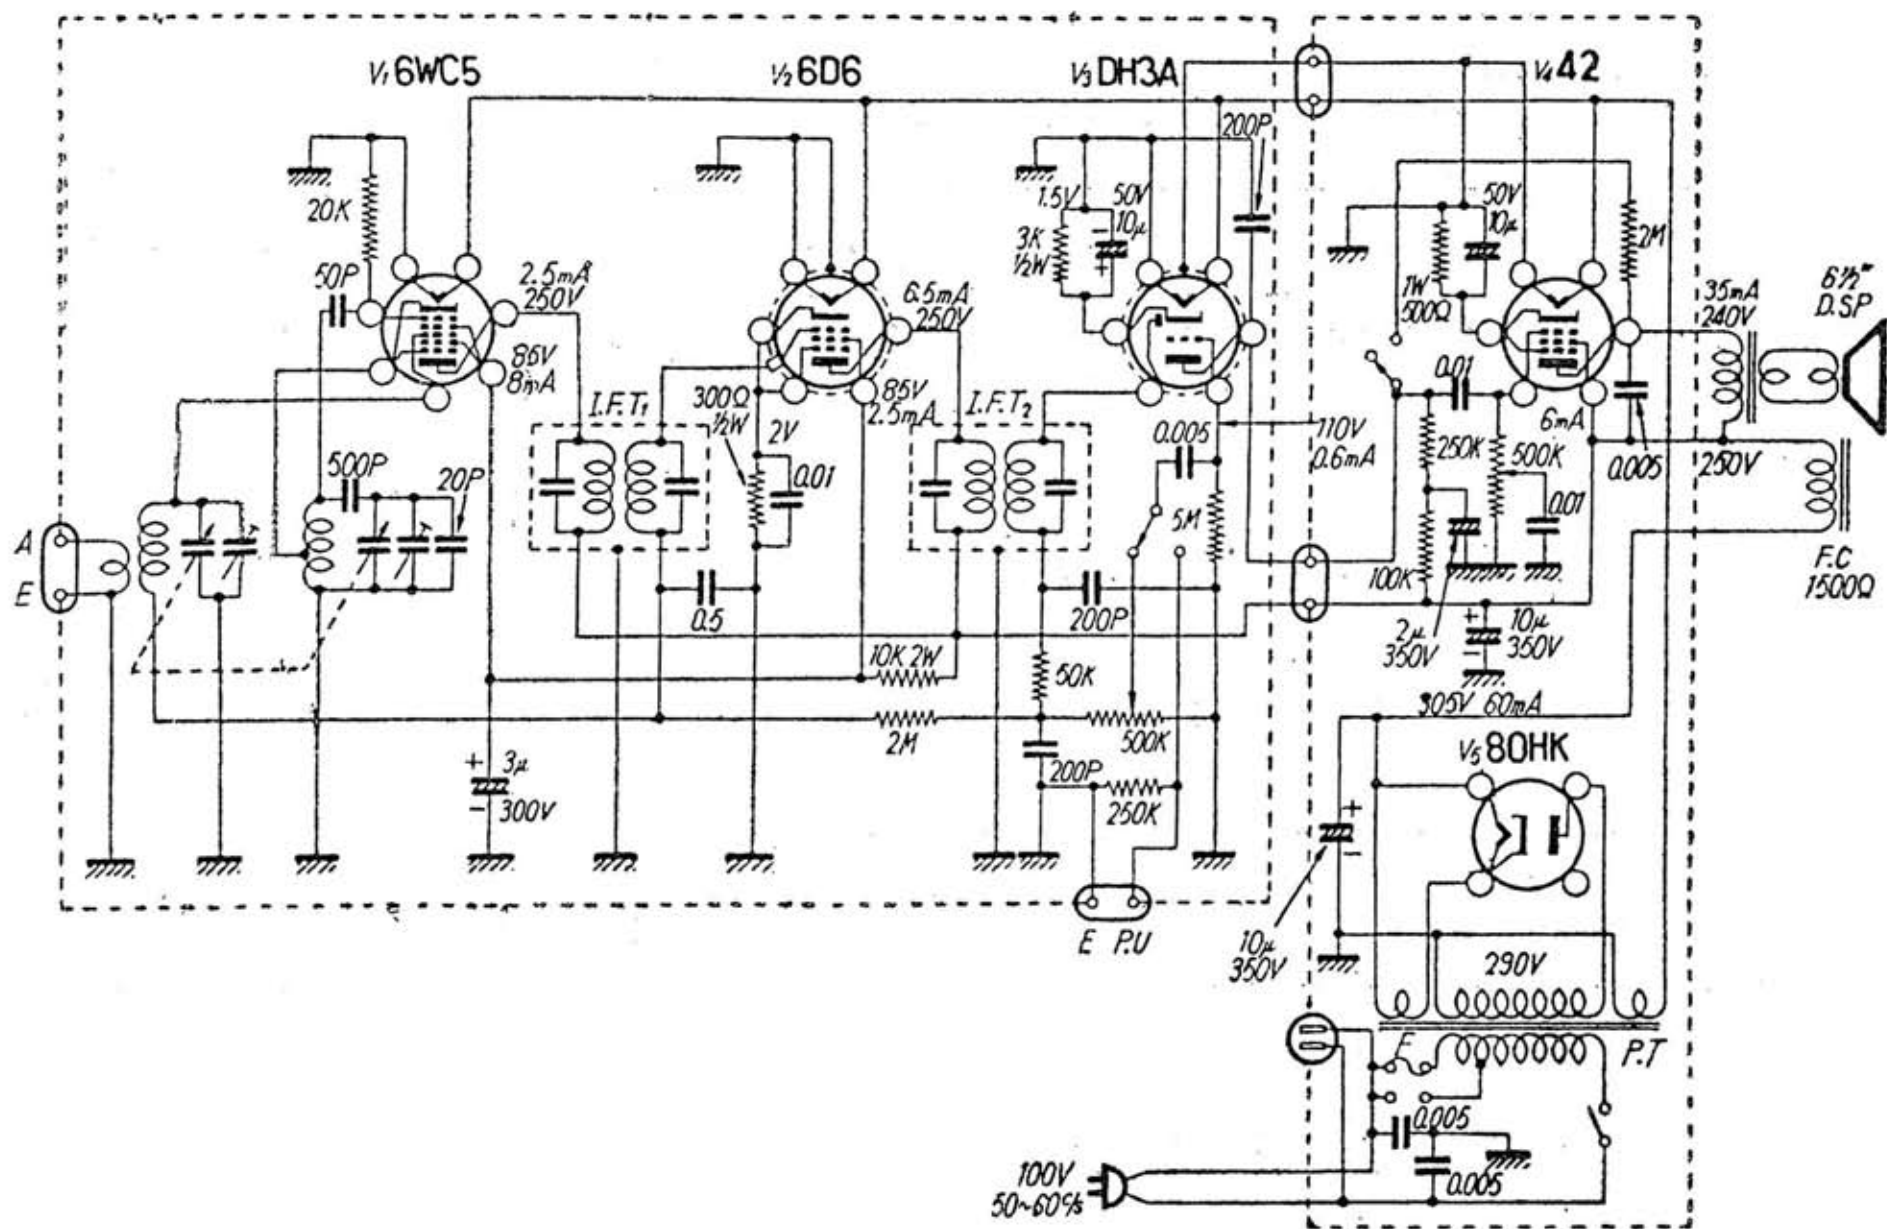 V1 6WC5
V2 6D6
V3 DH3A
V4 42
200P
20K
50P
2.5mA
250V
85V
8mA
6.5mA
250V
1.5V
3K
½W
50V
10μ
50V
10μ
2M
1W
500Ω
35mA
240V
6½"
D.SP
I.F.T1
300Ω
½W
2V
0.01
85V
2.5mA
I.F.T2
0.005
110V
0.6mA
0.01
6mA
250K
500K
0.005
250V
500P
20P
5M
0.01
A
E
0.5
200P
100K
2μ
350V
10μ
350V
F.C
1500Ω
10K 2W
50K
305V 60mA
2M
500K
3μ
300V
200P
250K
V5 80HK
E P.U
10μ
350V
290V
F
P.T
0.005
0.005
100V
50~60c/s